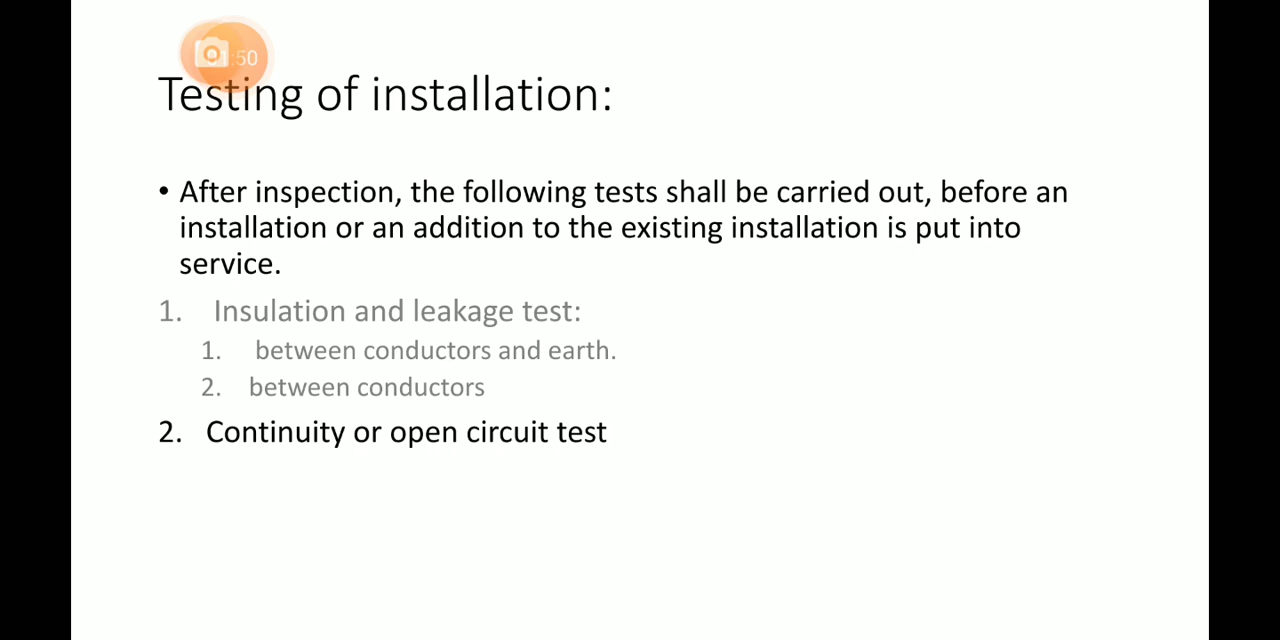 :50
Testing of installation:
• After inspection, the following tests shall be carried out, before an
installation or an addition to the existing installation is put into
service.
1. Insulation and leakage test:
1. between conductors and earth.
2. between conductors
2. Continuity or open circuit test